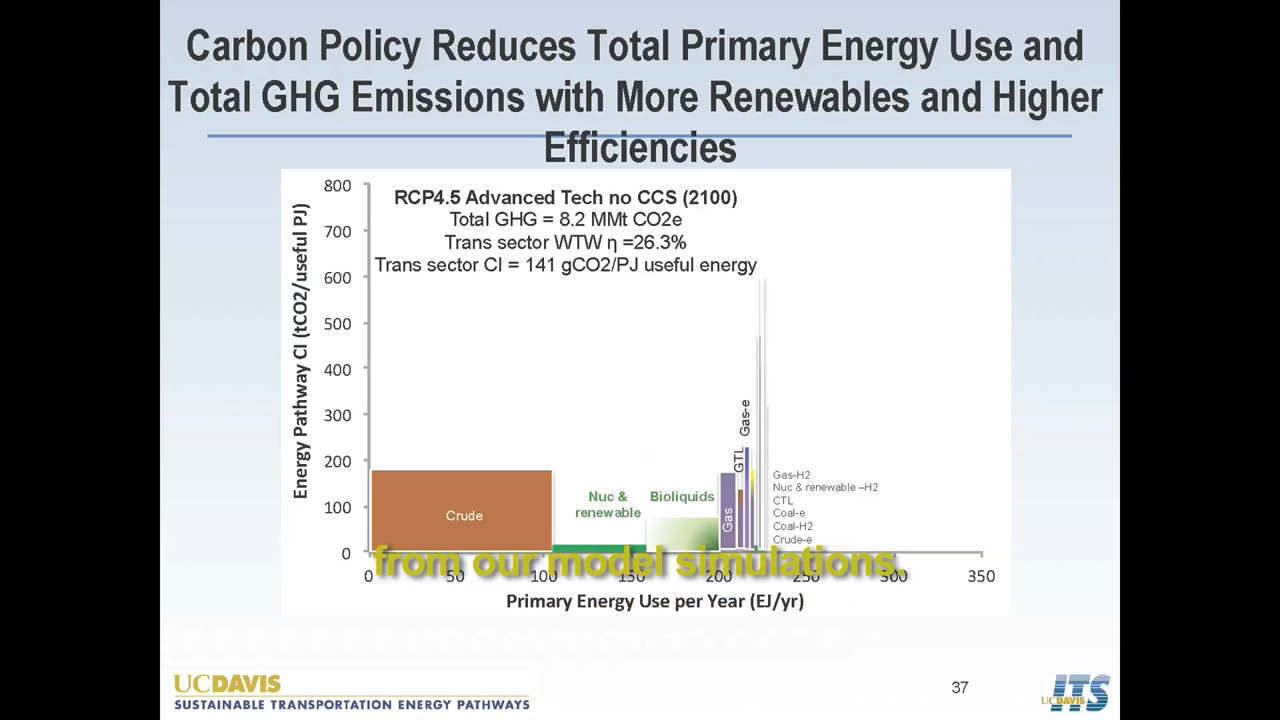 Carbon Policy Reduces Total Primary Energy Use and
Total GHG Emissions with More Renewables and Higher
Efficiencies
RCP4.5 Advanced Tech no CCS (2100)
Total GHG = 8.2 MMt CO2e
Trans sector WTW η =26.3%
Trans sector CI = 141 gCO2/PJ useful energy
Energy Pathway CI (tCO2/useful PJ)
800
700
600
500
400
300
200
100
0
Crude
Nuc &
renewable
Bioliquids
Gas
GTL
Gas-e
Gas-H2
Nuc & renewable –H2
CTL
Coal-e
Coal-H2
Crude-e
from our model simulations.
0 50 100 150 200 250 300 350
Primary Energy Use per Year (EJ/yr)
UCDAVIS
SUSTAINABLE TRANSPORTATION ENERGY PATHWAYS
37
UCDAVIS ITS